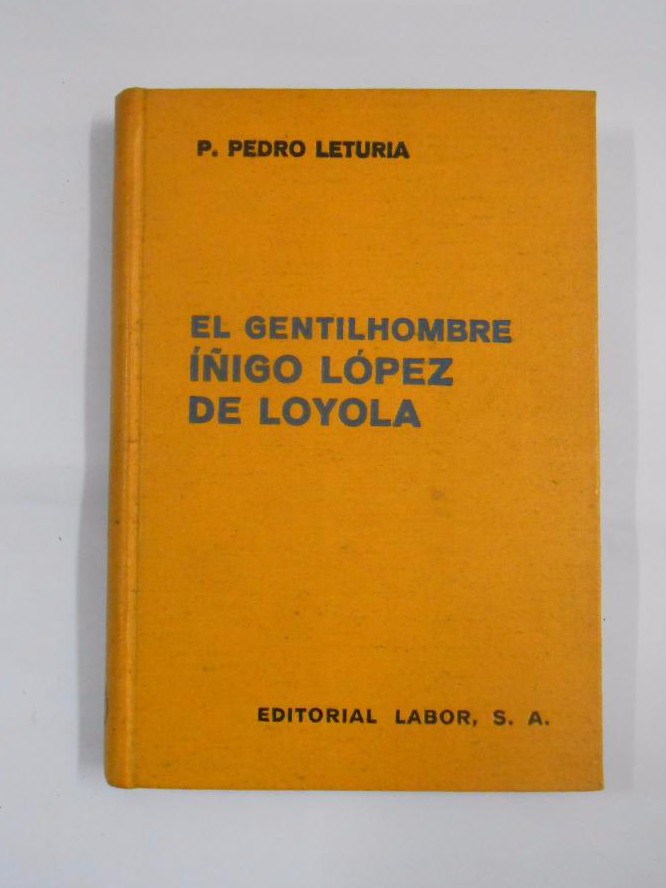 P. PEDRO LETURIA
EL GENTILHOMBRE
ÍÑIGO LÓPEZ
DE LOYOLA
EDITORIAL LABOR, S. A.